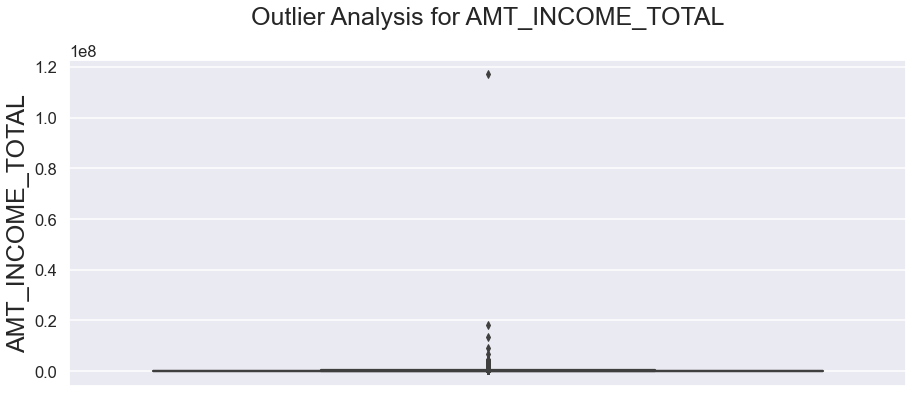 Outlier Analysis for AMT_INCOME_TOTAL
1e8
1.2
1.0
0.8
0.6
0.4
0.2
0.0
AMT_INCOME_TOTAL